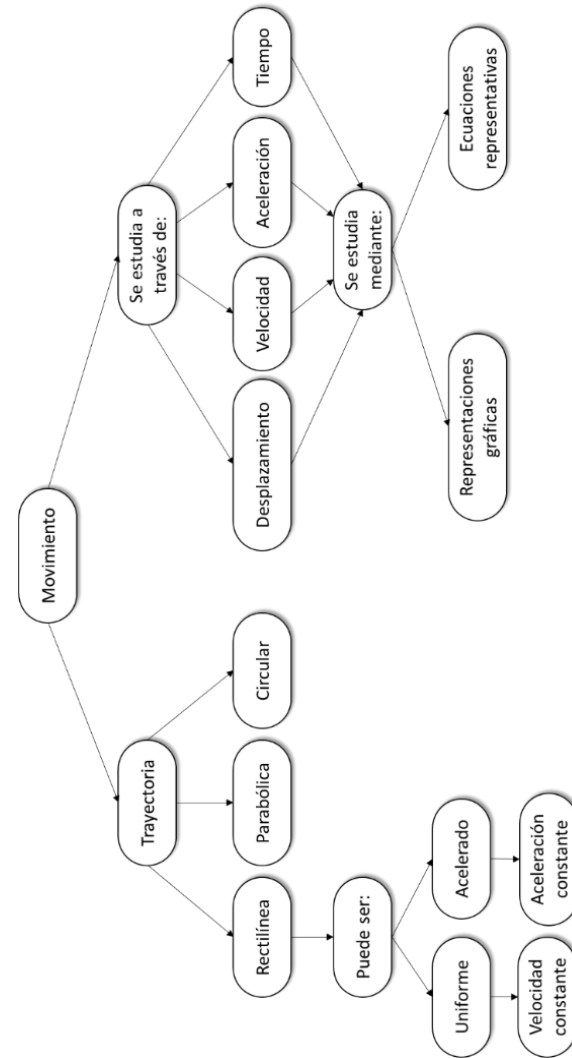 Movimiento
Trayectoria
Se estudia a
través de:
Rectilínea
Parabólica
Circular
Desplazamiento
Velocidad
Aceleración
Tiempo
Puede ser:
Se estudia
mediante:
Uniforme
Acelerado
Representaciones
gráficas
Ecuaciones
representativas
Velocidad
constante
Aceleración
constante